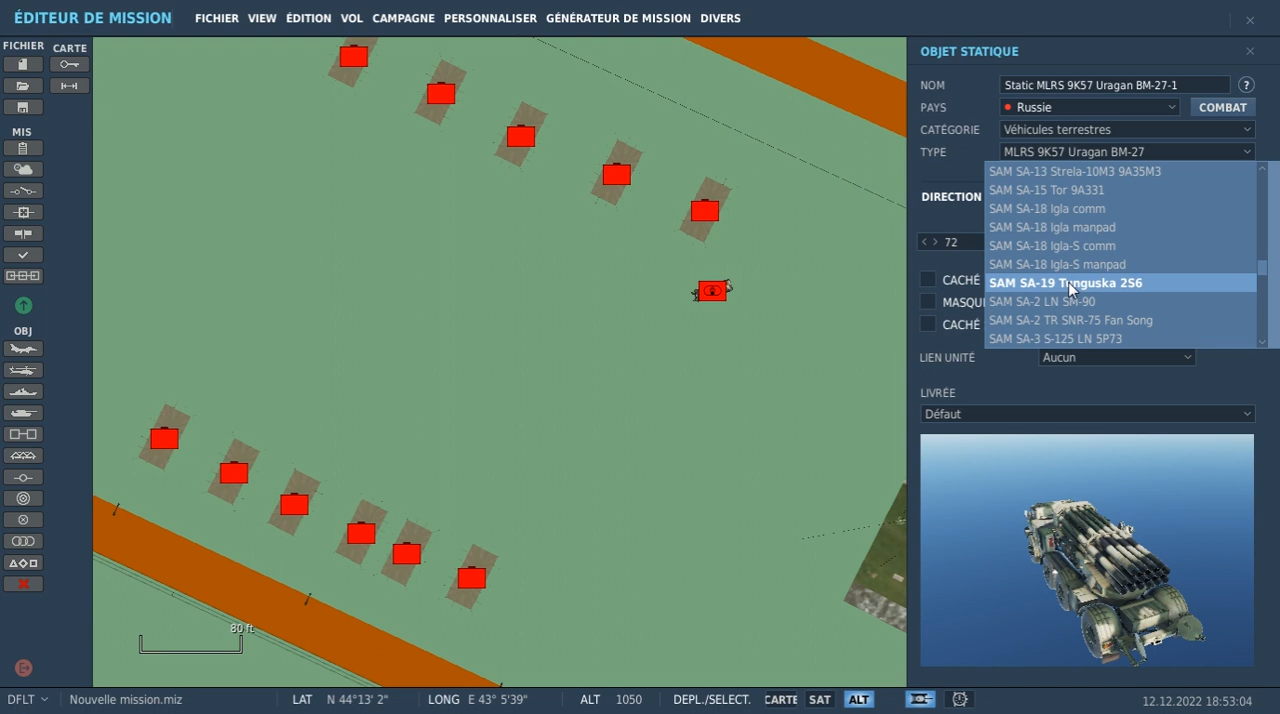 ÉDITEUR DE MISSION
FICHIER VIEW ÉDITION VOL CAMPAGNE PERSONNALISER GÉNÉRATEUR DE MISSION DIVERS
FICHIER CARTE
MIS
OBJ
80 ft
OBJET STATIQUE
NOM Static MLRS 9K57 Uragan BM-27-1 ?
PAYS Russie COMBAT
CATÉGORIE Véhicules terrestres
TYPE MLRS 9K57 Uragan BM-27
SAM SA-13 Strela-10M3 9A35M3
SAM SA-15 Tor 9A331
SAM SA-18 Igla comm
SAM SA-18 Igla manpad
SAM SA-18 Igla-S comm
SAM SA-18 Igla-S manpad
SAM SA-19 Tunguska 2S6
SAM SA-2 LN SM-90
SAM SA-2 TR SNR-75 Fan Song
SAM SA-3 S-125 LN 5P73
DIRECTION
72
CACHÉ
MASQU
CACHÉ
LIEN UNITÉ Aucun
LIVRÉE
Défaut
DFLT Nouvelle mission.miz LAT N 44°13' 2" LONG E 43° 5'39" ALT 1050 DEPL./SELECT. CARTE SAT ALT 12.12.2022 18:53:04